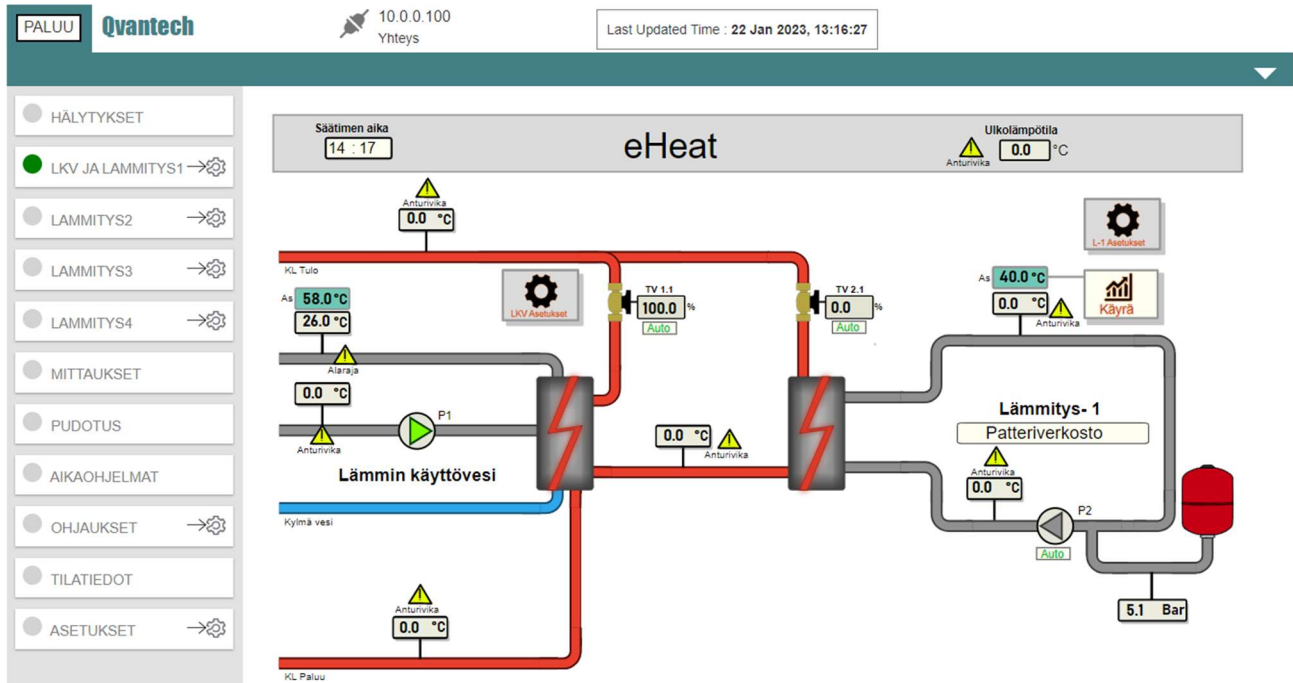 PALUU
Qvantech
10.0.0.100
Yhteys
Last Updated Time : 22 Jan 2023, 13:16:27
HÄLYTYKSET
LKV JA LAMMITYS1
LAMMITYS2
LAMMITYS3
LAMMITYS4
MITTAUKSET
PUDOTUS
AIKAOHJELMAT
OHJAUKSET
TILATIEDOT
ASETUKSET
Säätimen aika
14 : 17
eHeat
Ulkolämpötila
Anturivika
0.0 °C
Anturivika
0.0 °C
KL Tulo
As 58.0°C
26.0 °C
Alaraja
0.0 °C
Anturivika
P1
Lämmin käyttövesi
Kylmä vesi
LKV Asetukset
TV 1.1
100.0 %
Auto
TV 2.1
0.0 %
Auto
0.0 °C
Anturivika
Anturivika
0.0 °C
KL Paluu
L-1 Asetukset
As 40.0°C
0.0 °C
Anturivika
Käyrä
Lämmitys- 1
Patteriverkosto
Anturivika
0.0 °C
P2
Auto
5.1 Bar